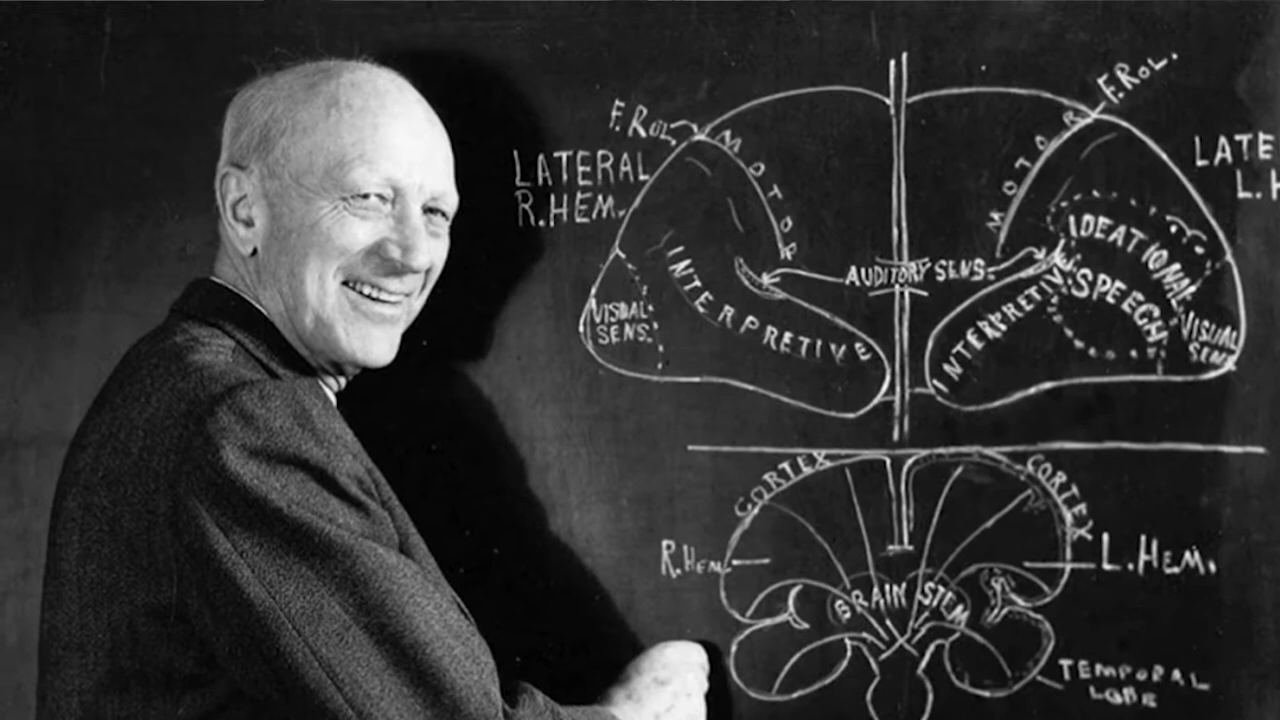 F. ROL.
F. ROL.
MOTOR
MOTOR
LATERAL
R. HEM.
LATE
L. H
IDEATIONAL
SPEECH
AUDITORY SENS.
INTERPRETIVE
INTERPRETIVE
VISUAL
SENS.
VISUAL
SENS
CORTEX
CORTEX
R. HEM.
L. HEM.
BRAIN STEM
TEMPORAL
LOBE